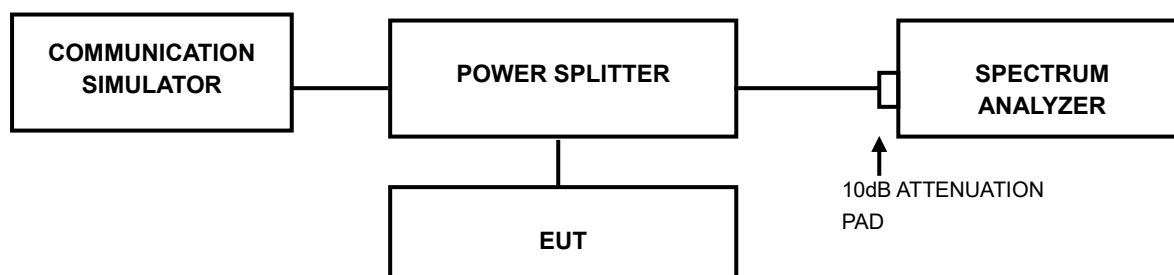 COMMUNICATION
SIMULATOR
POWER SPLITTER
SPECTRUM
ANALYZER
10dB ATTENUATION
PAD
EUT